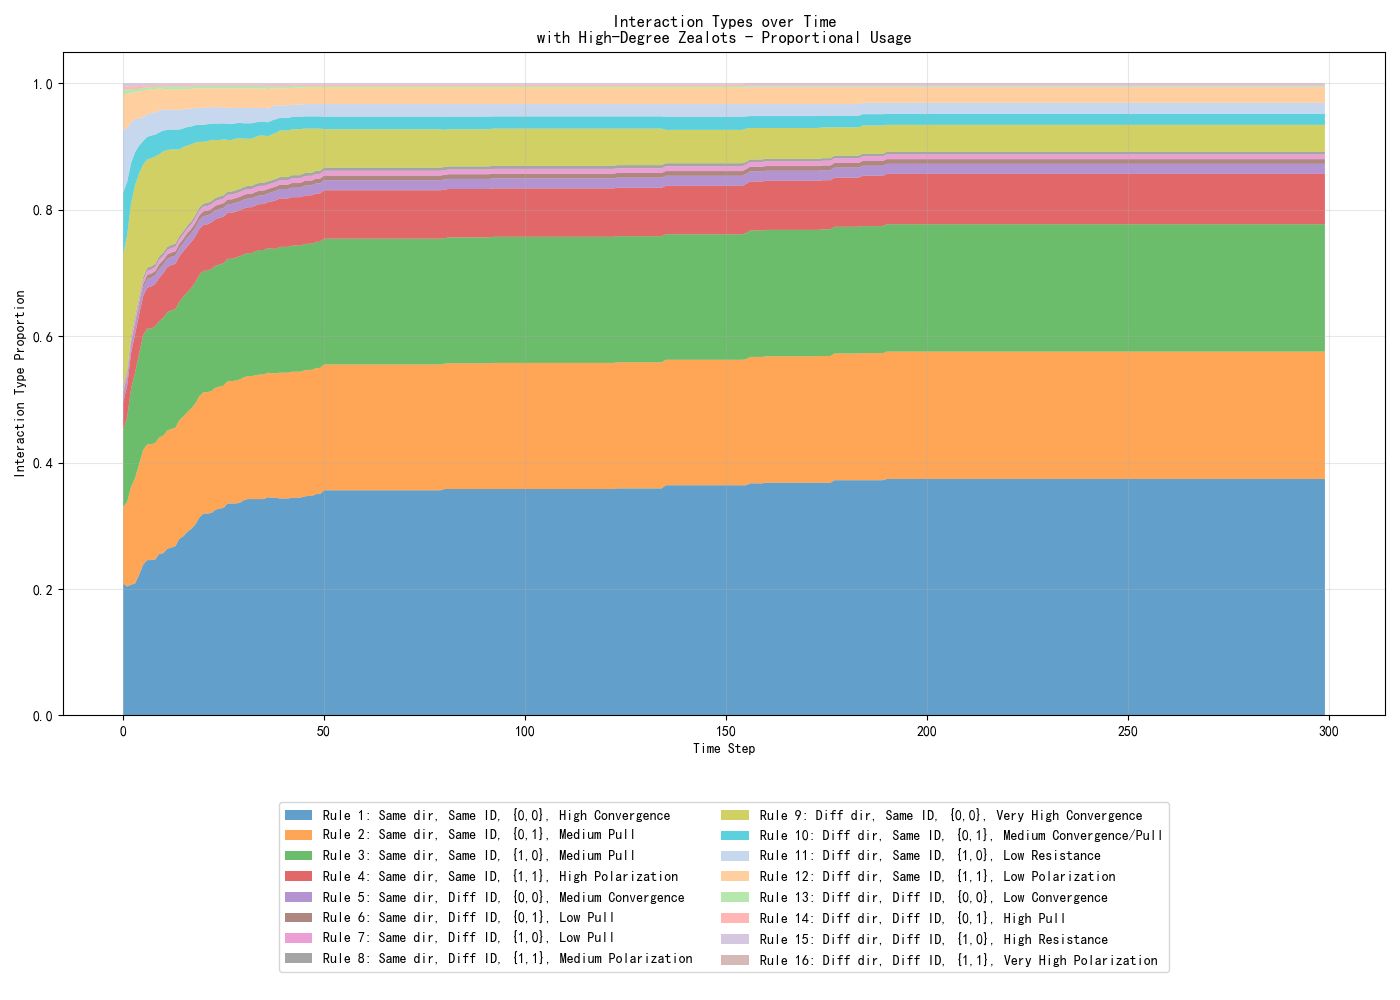 Interaction Types over Time
with High-Degree Zealots - Proportional Usage
Interaction Type Proportion
1.0
0.8
0.6
0.4
0.2
0.0
0
50
100
150
200
250
300
Time Step
Rule 1: Same dir, Same ID, {0,0}, High Convergence
Rule 2: Same dir, Same ID, {0,1}, Medium Pull
Rule 3: Same dir, Same ID, {1,0}, Medium Pull
Rule 4: Same dir, Same ID, {1,1}, High Polarization
Rule 5: Same dir, Diff ID, {0,0}, Medium Convergence
Rule 6: Same dir, Diff ID, {0,1}, Low Pull
Rule 7: Same dir, Diff ID, {1,0}, Low Pull
Rule 8: Same dir, Diff ID, {1,1}, Medium Polarization
Rule 9: Diff dir, Same ID, {0,0}, Very High Convergence
Rule 10: Diff dir, Same ID, {0,1}, Medium Convergence/Pull
Rule 11: Diff dir, Same ID, {1,0}, Low Resistance
Rule 12: Diff dir, Same ID, {1,1}, Low Polarization
Rule 13: Diff dir, Diff ID, {0,0}, Low Convergence
Rule 14: Diff dir, Diff ID, {0,1}, High Pull
Rule 15: Diff dir, Diff ID, {1,0}, High Resistance
Rule 16: Diff dir, Diff ID, {1,1}, Very High Polarization